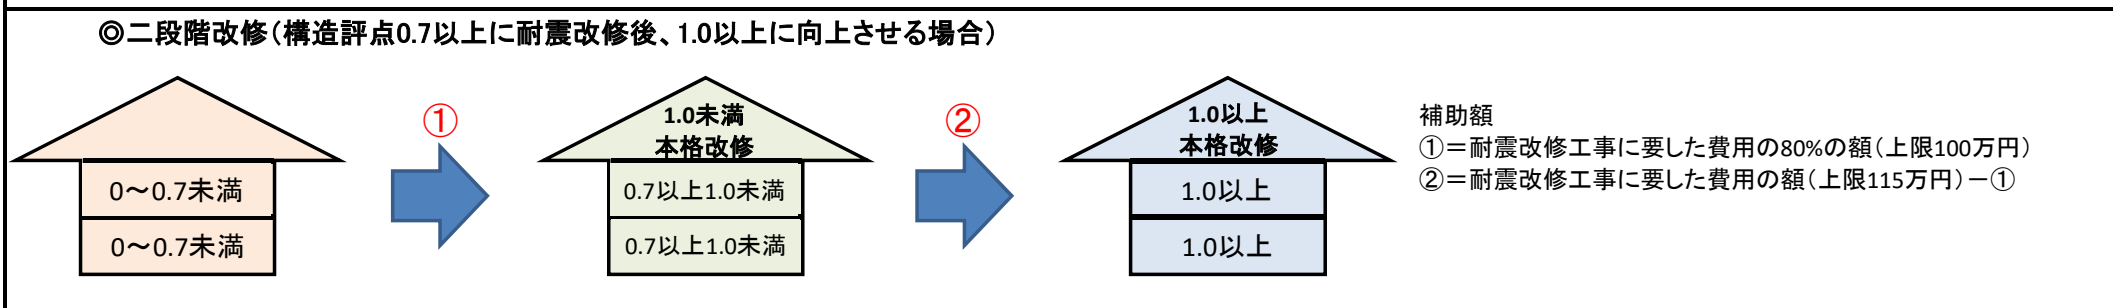 ◎二段階改修（構造評点0.7以上に耐震改修後、1.0以上に向上させる場合）
0～0.7未満
0～0.7未満
①
1.0未満
本格改修
0.7以上1.0未満
0.7以上1.0未満
②
1.0以上
本格改修
1.0以上
1.0以上
補助額
①＝耐震改修工事に要した費用の80%の額（上限100万円）
②＝耐震改修工事に要した費用の額（上限115万円）－①